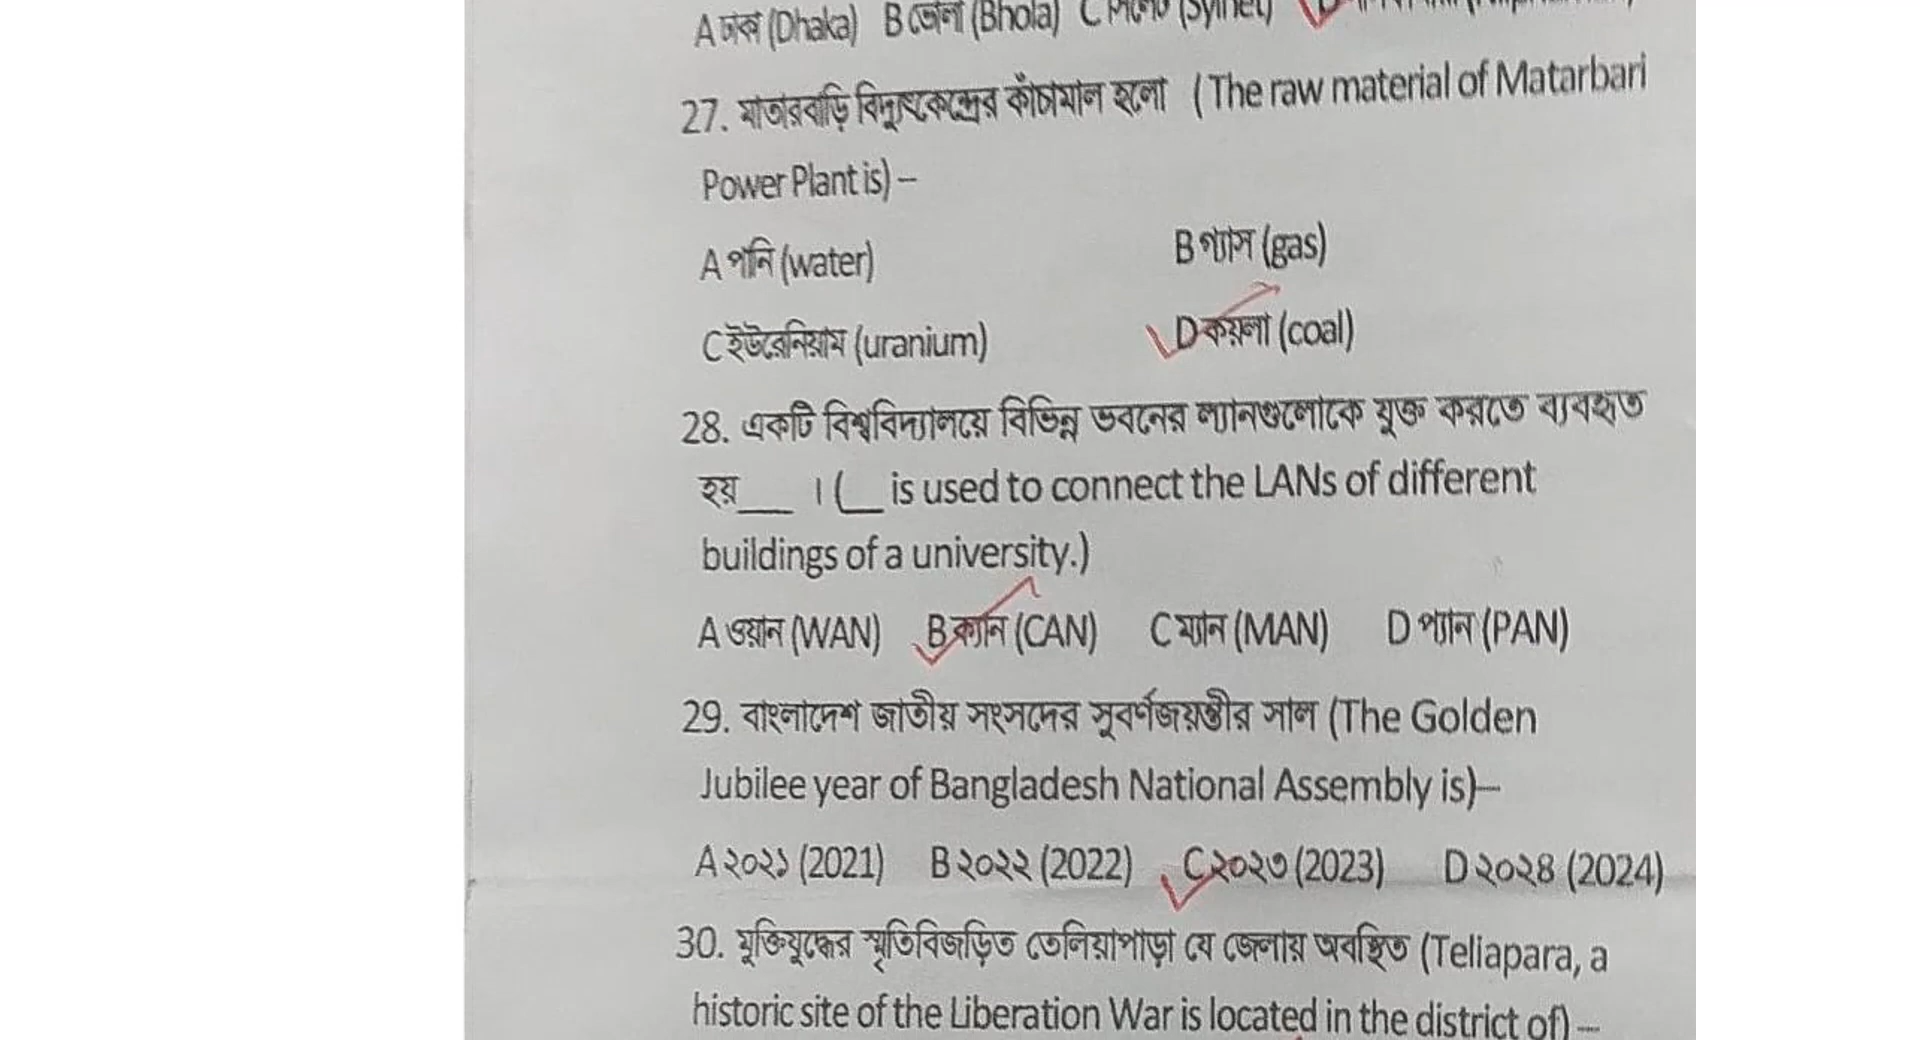 A ঢাকা (Dhaka) B ভোলা (Bhola) C সিলেট (Sylhet)
27. মাতারবাড়ি বিদ্যুৎকেন্দ্রের কাঁচামাল হলো ( The raw material of Matarbari
Power Plant is) –
A পানি (water) B গ্যাস (gas)
C ইউরেনিয়াম (uranium) D কয়লা (coal)
28. একটি বিশ্ববিদ্যালয়ে বিভিন্ন ভবনের ল্যানগুলোকে যুক্ত করতে ব্যবহৃত
হয় ___ । ( __ is used to connect the LANs of different
buildings of a university.)
A ওয়ান (WAN) B ক্যান (CAN) C ম্যান (MAN) D প্যান (PAN)
29. বাংলাদেশ জাতীয় সংসদের সুবর্ণজয়ন্তীর সাল (The Golden
Jubilee year of Bangladesh National Assembly is)–
A ২০২১ (2021) B ২০২২ (2022) C ২০২৩ (2023) D ২০২৪ (2024)
30. মুক্তিযুদ্ধের স্মৃতিবিজড়িত তেলিয়াপাড়া যে জেলায় অবস্থিত (Teliapara, a
historic site of the Liberation War is located in the district of) –